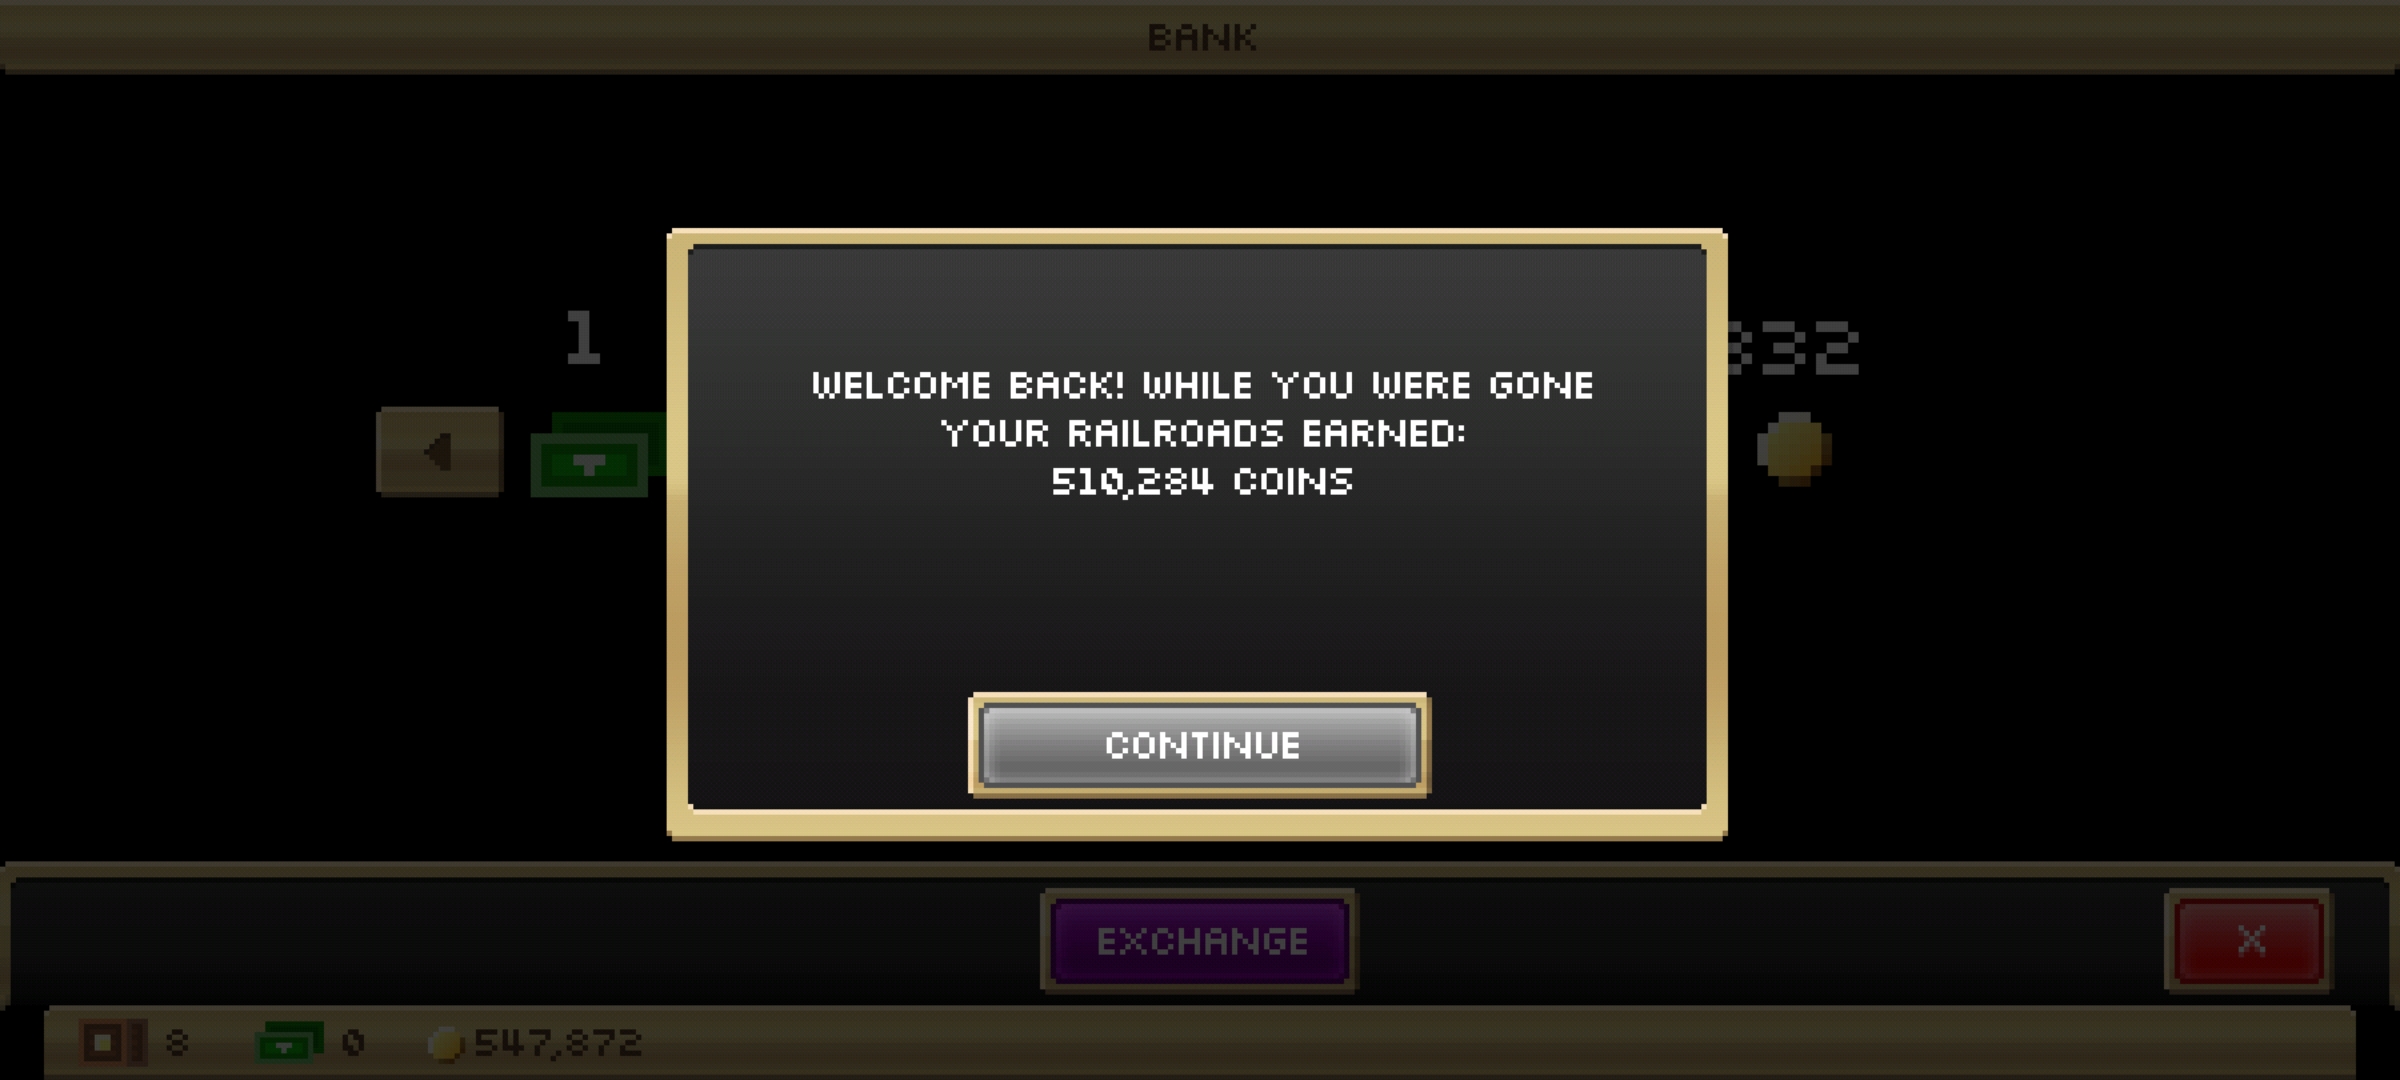 BANK
1
WELCOME BACK! WHILE YOU WERE GONE
YOUR RAILROADS EARNED:
510,284 COINS
CONTINUE
EXCHANGE
X
8 0 547,872